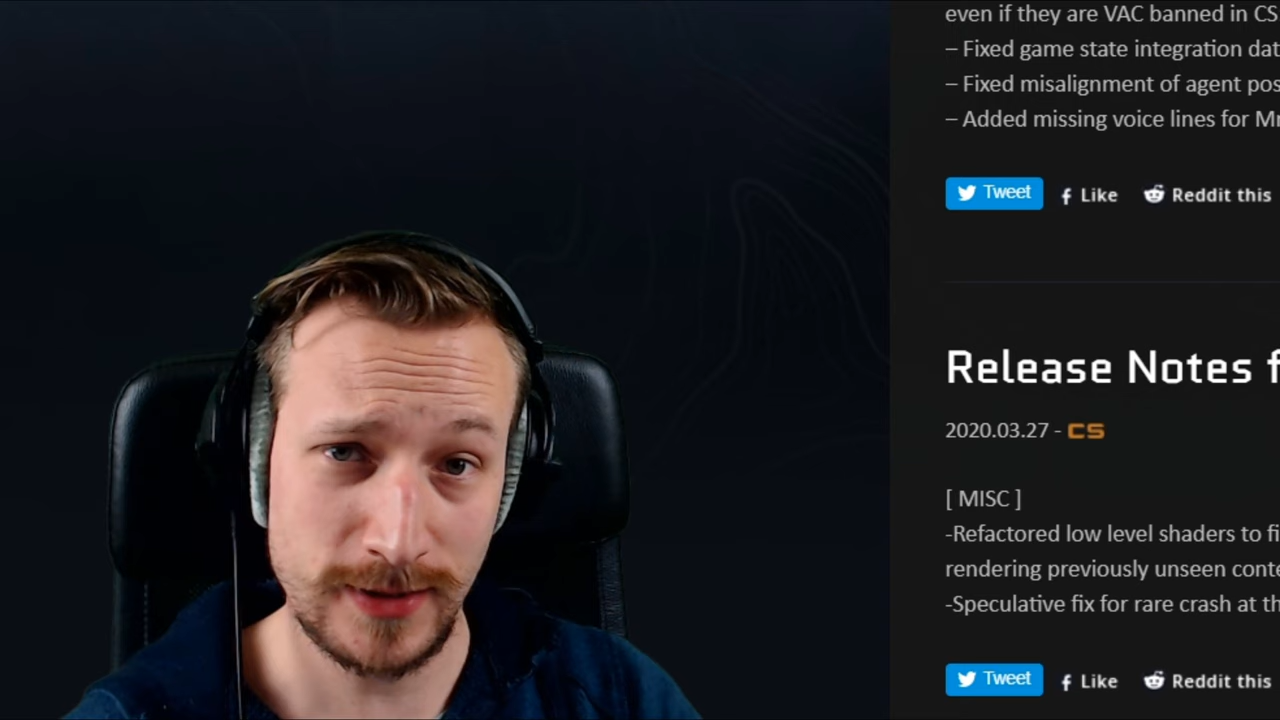 even if they are VAC banned in CS
– Fixed game state integration dat
– Fixed misalignment of agent pos
– Added missing voice lines for M
Tweet
Like
Reddit this
Release Notes f
2020.03.27 - CS
[ MISC ]
-Refactored low level shaders to fi
rendering previously unseen conte
-Speculative fix for rare crash at th
Tweet
Like
Reddit this